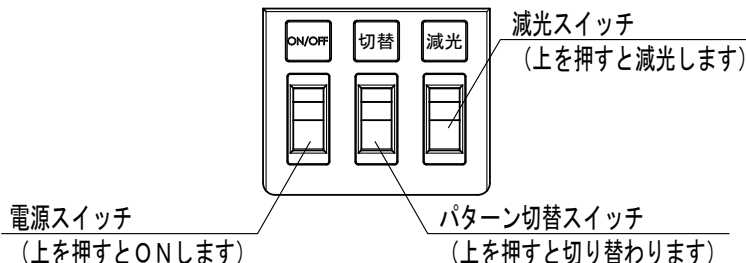 ON/OFF 切替 減光
減光スイッチ
(上を押すと減光します)
電源スイッチ
(上を押すとＯＮします)
パターン切替スイッチ
(上を押すと切り替わります)